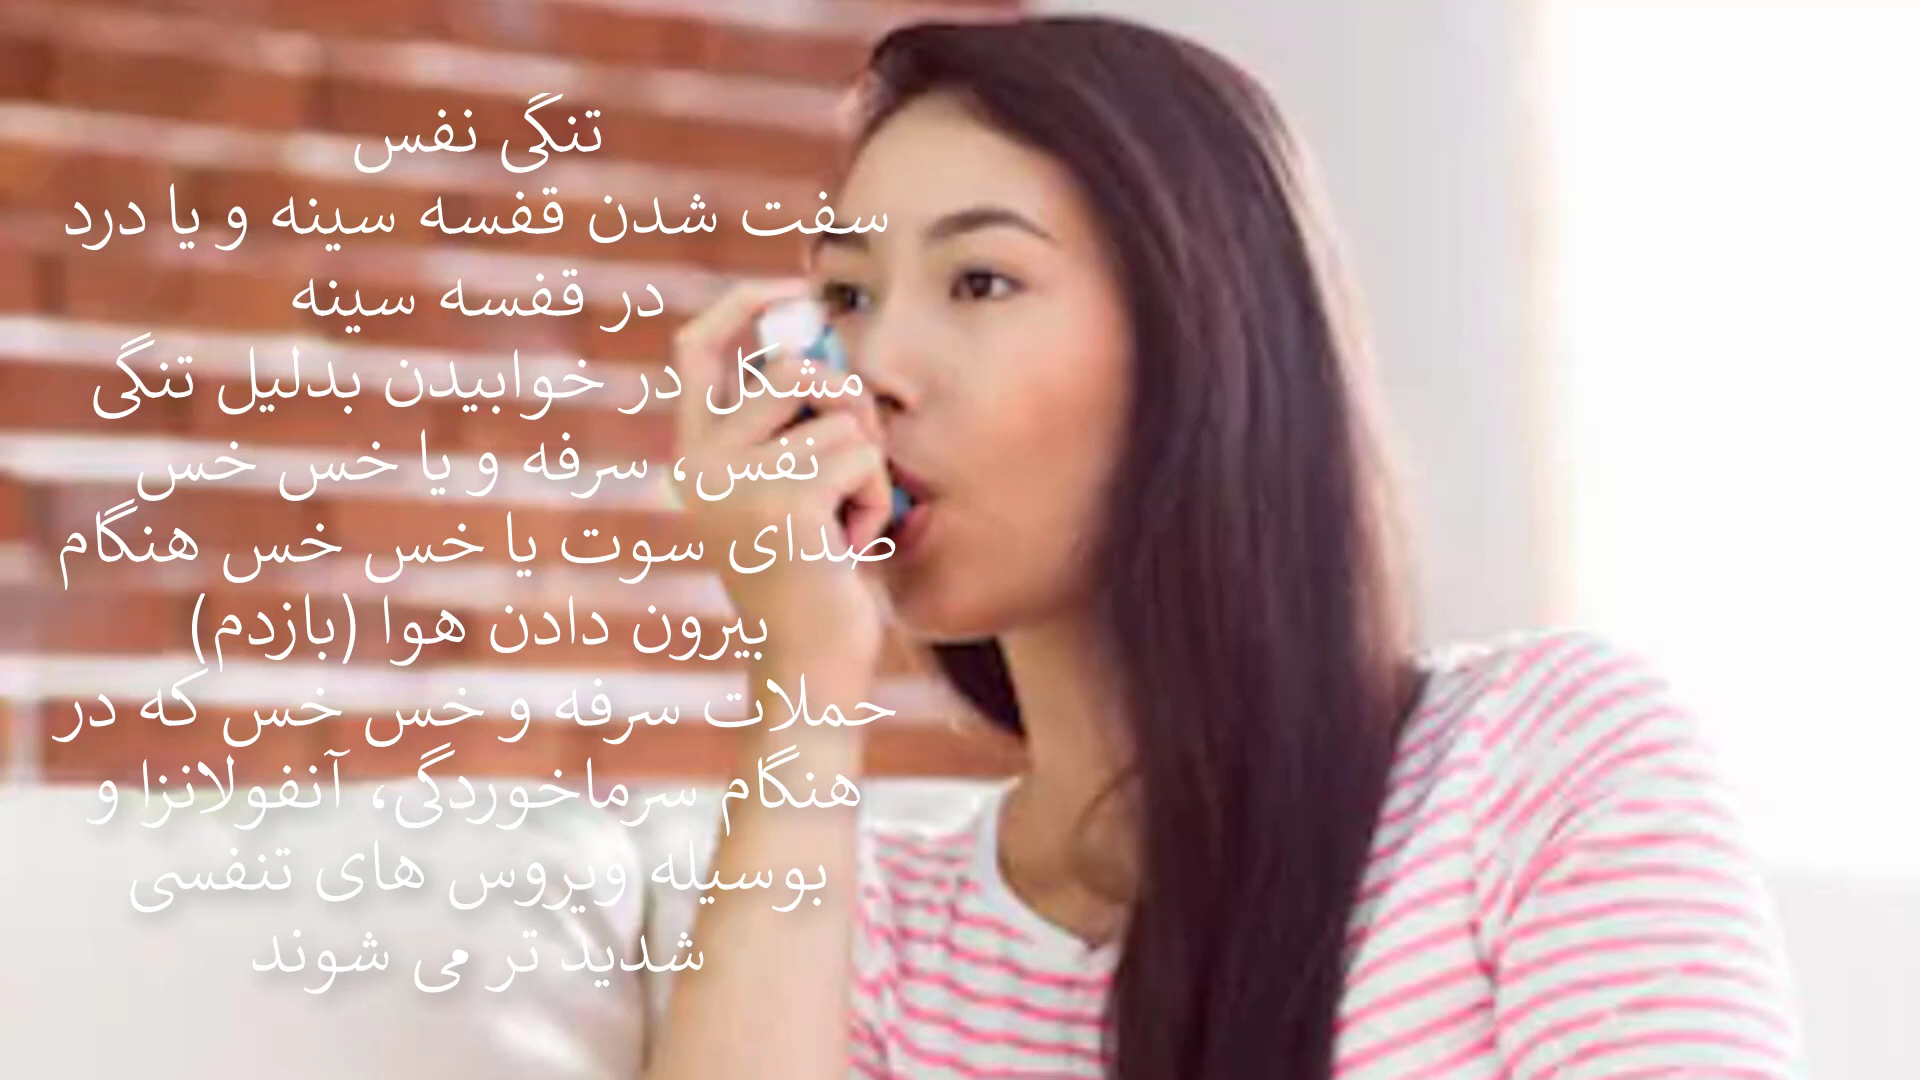 تنگی نفس
سفت شدن قفسه سینه و یا درد
در قفسه سینه
مشکل در خوابیدن بدلیل تنگی
نفس، سرفه و یا خس خس
صدای سوت یا خس خس هنگام
بیرون دادن هوا (بازدم)
حملات سرفه و خس خس که در
هنگام سرماخوردگی، آنفولانزا و
بوسیله ویروس های تنفسی
شدید تر می شوند